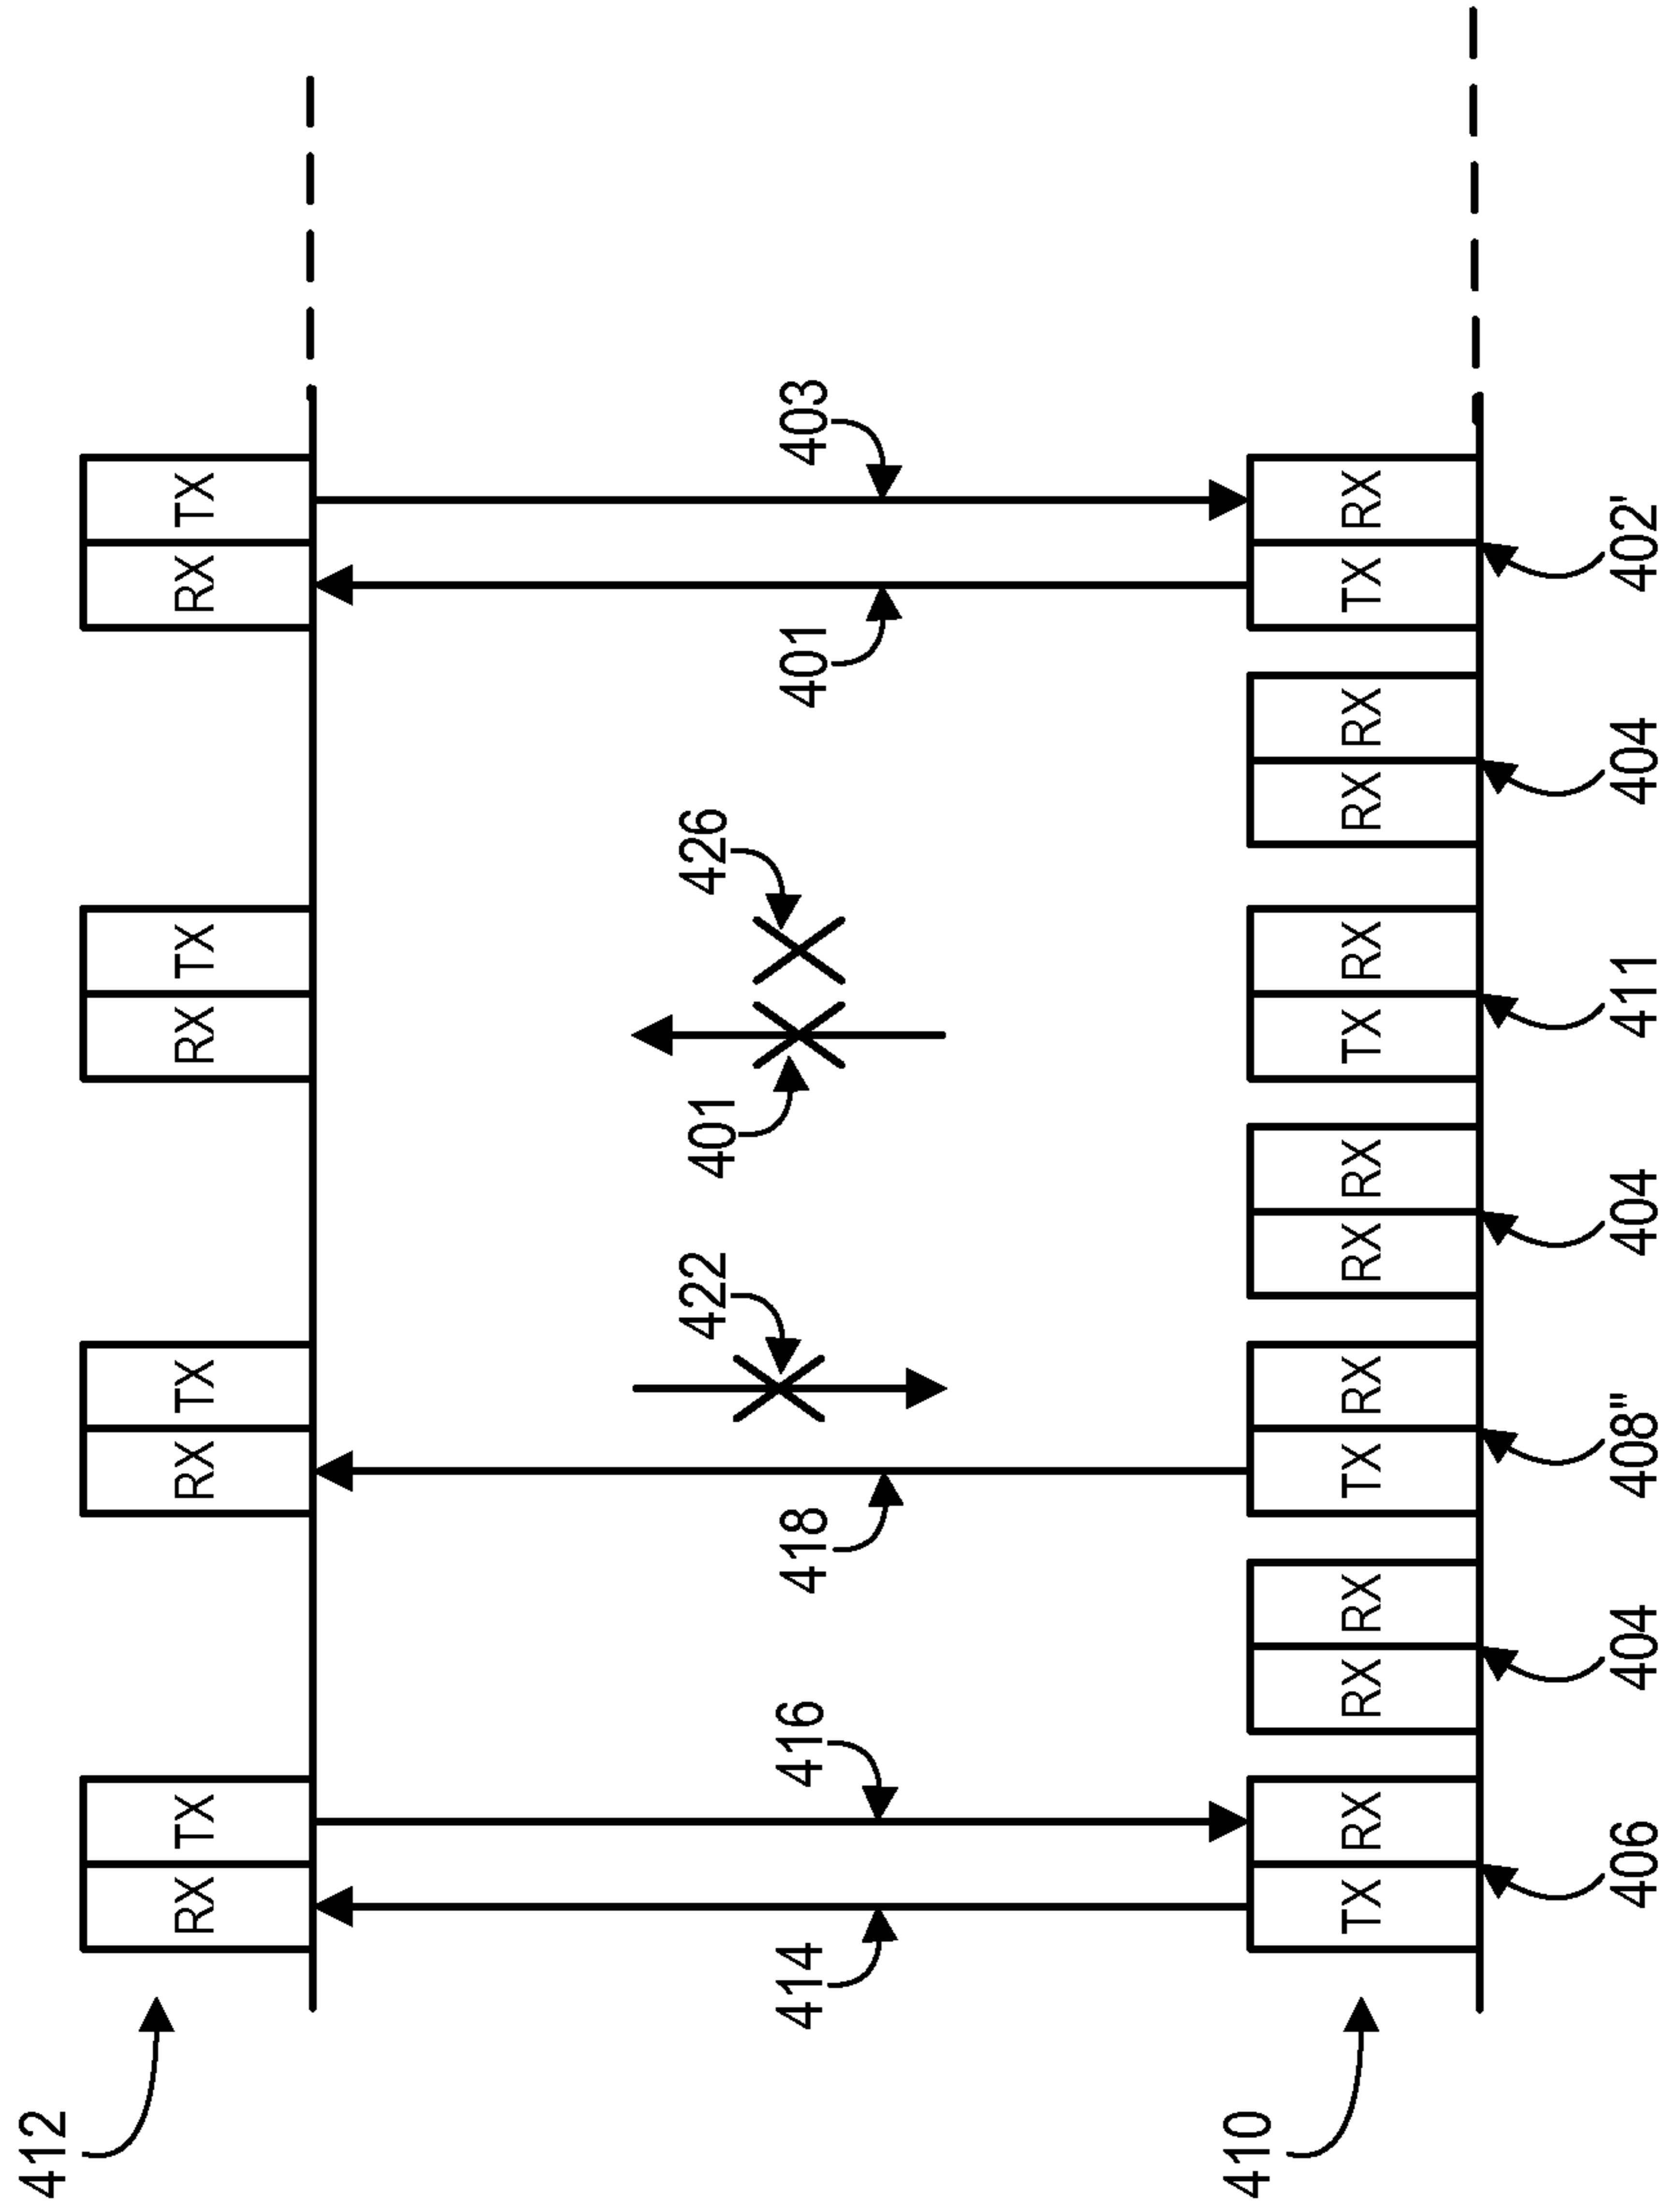 412
RX TX RX TX RX TX RX TX
422 401 426
414 416 418 401 403
410
TX RX RX RX TX RX RX RX TX RX RX RX TX RX
406 404 408" 404 411 404 402'